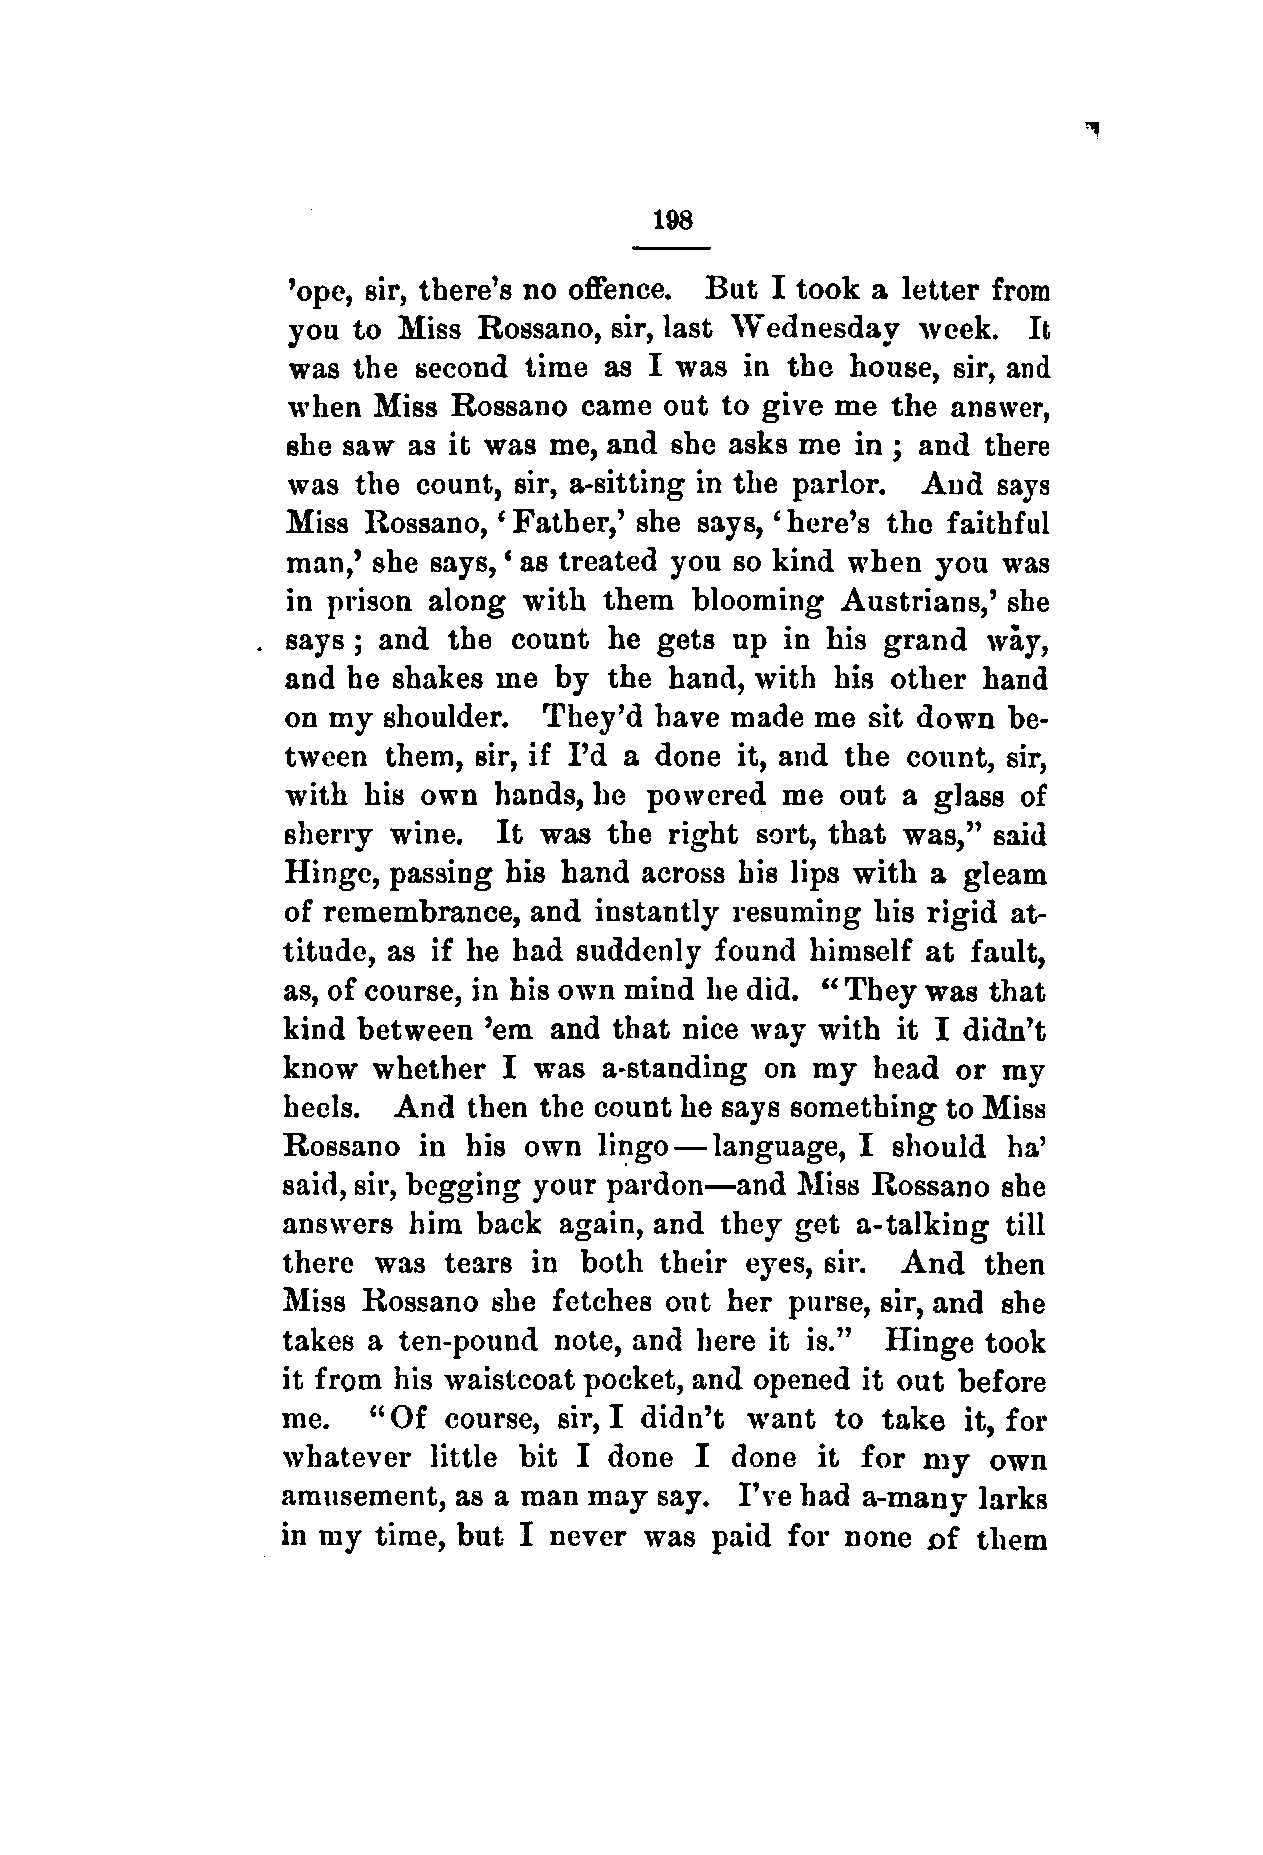 198
'ope, sir, there's no offence. But I took a letter from
you to Miss Rossano, sir, last Wednesday week. It
was the second time as I was in the house, sir, and
when Miss Rossano came out to give me the answer,
she saw as it was me, and she asks me in ; and there
was the count, sir, a-sitting in the parlor. And says
Miss Rossano, ‘Father,’ she says, ‘here's the faithful
man,’ she says, ‘as treated you so kind when you was
in prison along with them blooming Austrians,’ she
says ; and the count he gets up in his grand way,
and he shakes me by the hand, with his other hand
on my shoulder. They'd have made me sit down be-
tween them, sir, if I'd a done it, and the count, sir,
with his own hands, he powered me out a glass of
sherry wine. It was the right sort, that was,” said
Hinge, passing his hand across his lips with a gleam
of remembrance, and instantly resuming his rigid at-
titude, as if he had suddenly found himself at fault,
as, of course, in his own mind he did. “They was that
kind between 'em and that nice way with it I didn't
know whether I was a-standing on my head or my
heels. And then the count he says something to Miss
Rossano in his own lingo—language, I should ha'
said, sir, begging your pardon—and Miss Rossano she
answers him back again, and they get a-talking till
there was tears in both their eyes, sir. And then
Miss Rossano she fetches out her purse, sir, and she
takes a ten-pound note, and here it is.” Hinge took
it from his waistcoat pocket, and opened it out before
me. “Of course, sir, I didn't want to take it, for
whatever little bit I done I done it for my own
amusement, as a man may say. I've had a-many larks
in my time, but I never was paid for none of them